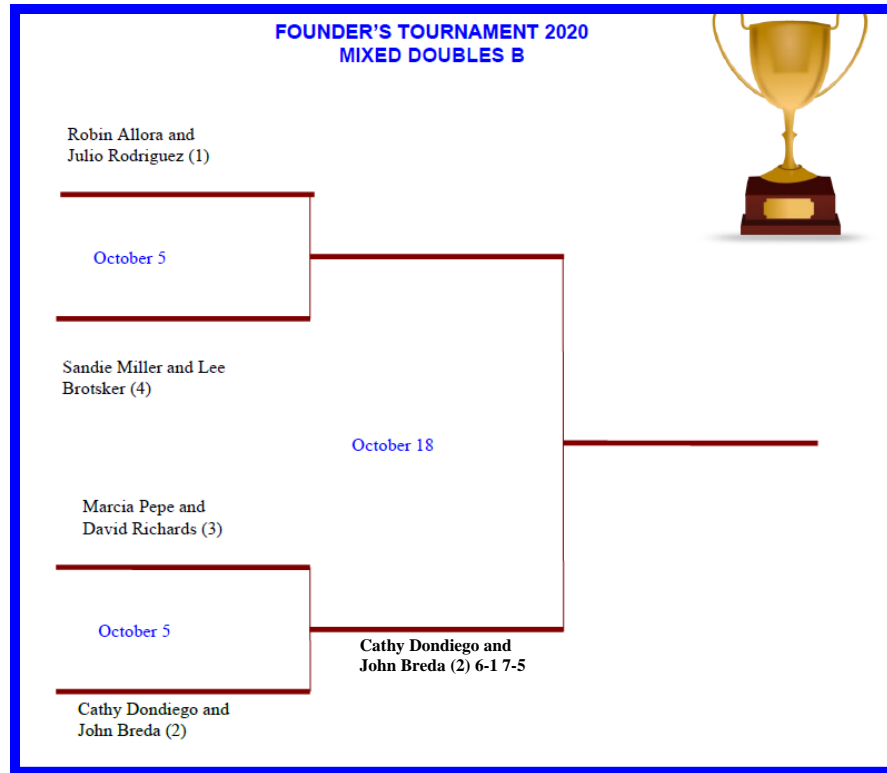 FOUNDER'S TOURNAMENT 2020
MIXED DOUBLES B
Robin Allora and
Julio Rodriguez (1)
October 5
Sandie Miller and Lee
Brotsker (4)
October 18
Marcia Pepe and
David Richards (3)
October 5
Cathy Dondiego and
John Breda (2) 6-1 7-5
Cathy Dondiego and
John Breda (2)